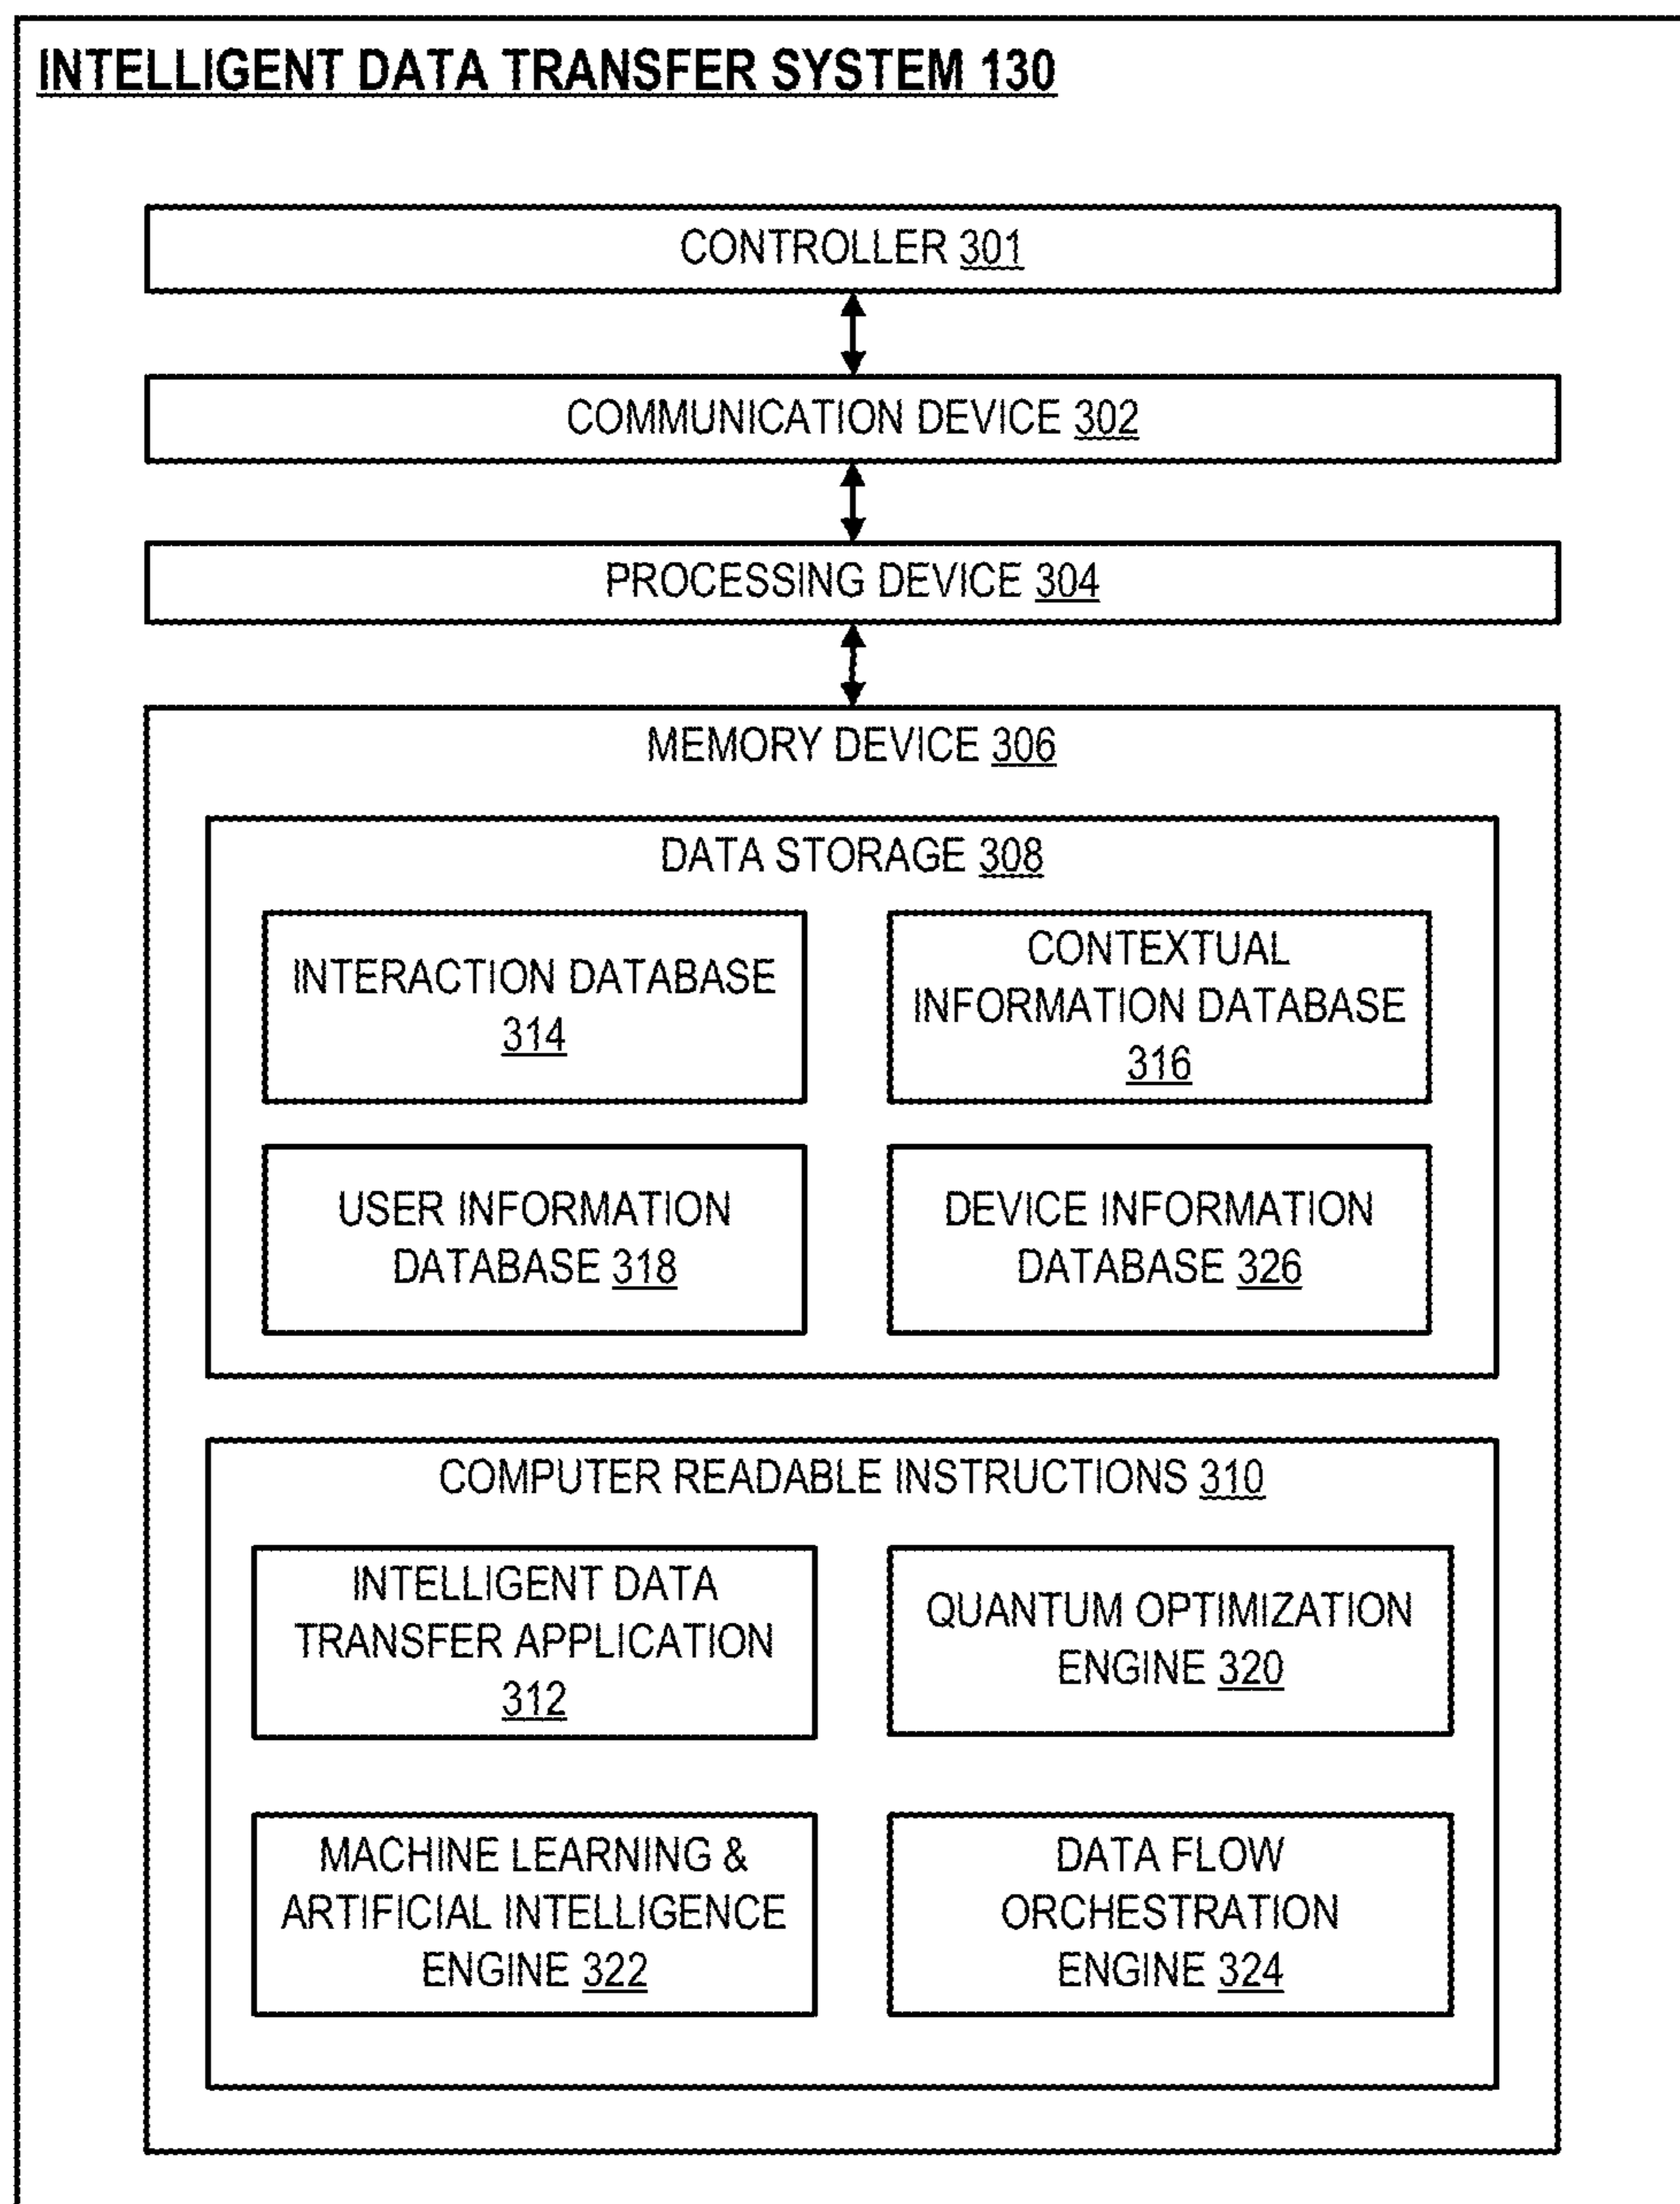 INTELLIGENT DATA TRANSFER SYSTEM 130
CONTROLLER 301
COMMUNICATION DEVICE 302
PROCESSING DEVICE 304
MEMORY DEVICE 306
DATA STORAGE 308
INTERACTION DATABASE
314
CONTEXTUAL
INFORMATION DATABASE
316
USER INFORMATION
DATABASE 318
DEVICE INFORMATION
DATABASE 326
COMPUTER READABLE INSTRUCTIONS 310
INTELLIGENT DATA
TRANSFER APPLICATION
312
QUANTUM OPTIMIZATION
ENGINE 320
MACHINE LEARNING &
ARTIFICIAL INTELLIGENCE
ENGINE 322
DATA FLOW
ORCHESTRATION
ENGINE 324